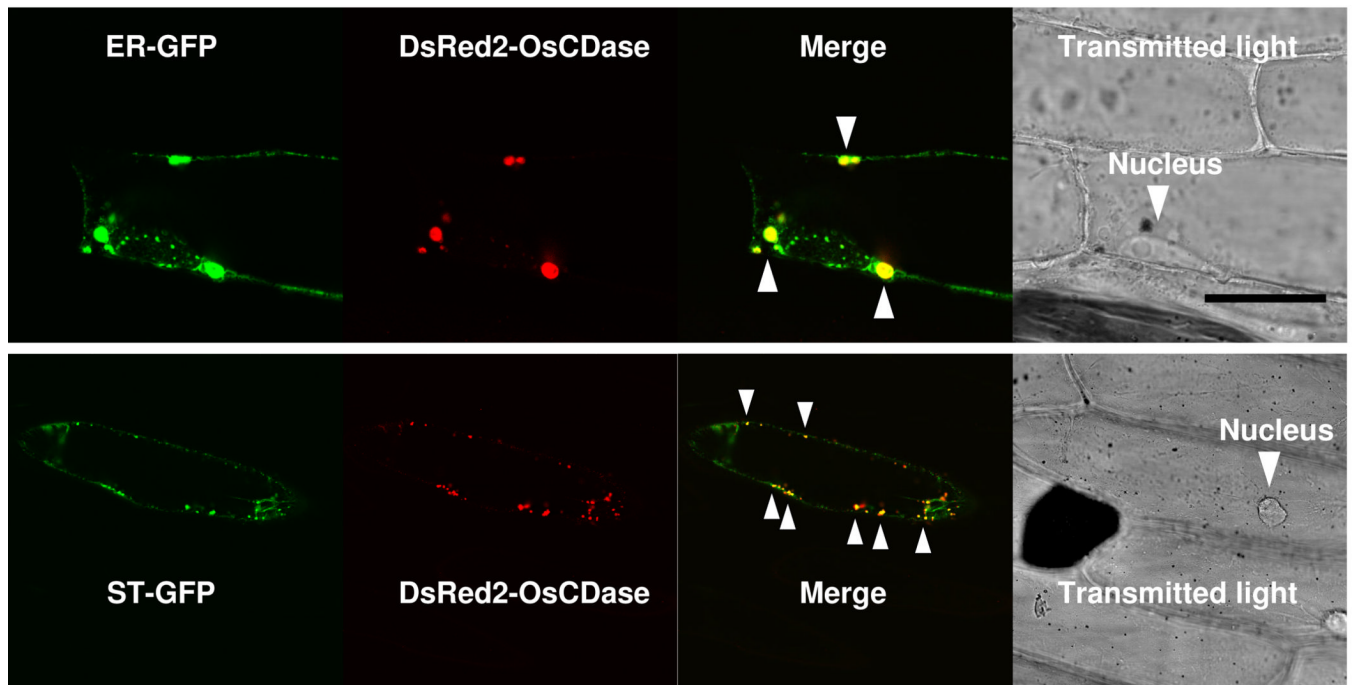 ER-GFP
DsRed2-OsCDase
Merge
Transmitted light
Nucleus
Nucleus
ST-GFP
DsRed2-OsCDase
Merge
Transmitted light